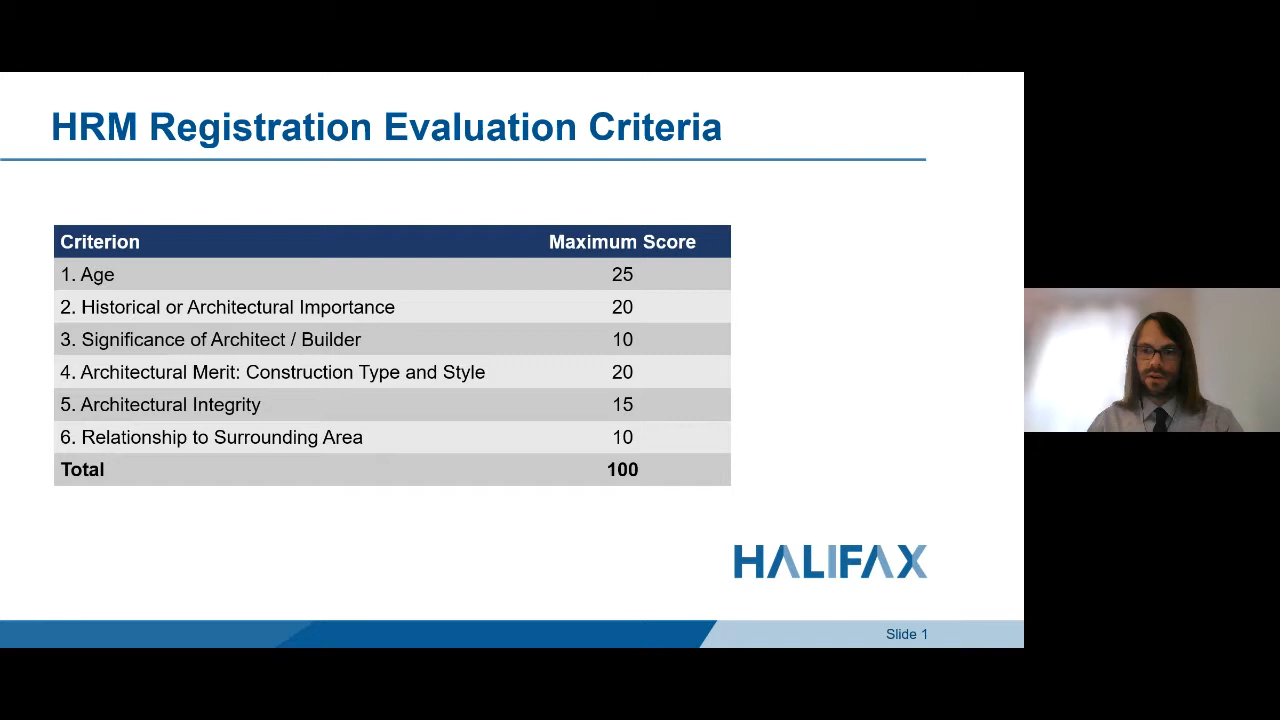 HRM Registration Evaluation Criteria
Criterion Maximum Score
1. Age 25
2. Historical or Architectural Importance 20
3. Significance of Architect / Builder 10
4. Architectural Merit: Construction Type and Style 20
5. Architectural Integrity 15
6. Relationship to Surrounding Area 10
Total 100
HALIFAX
Slide 1